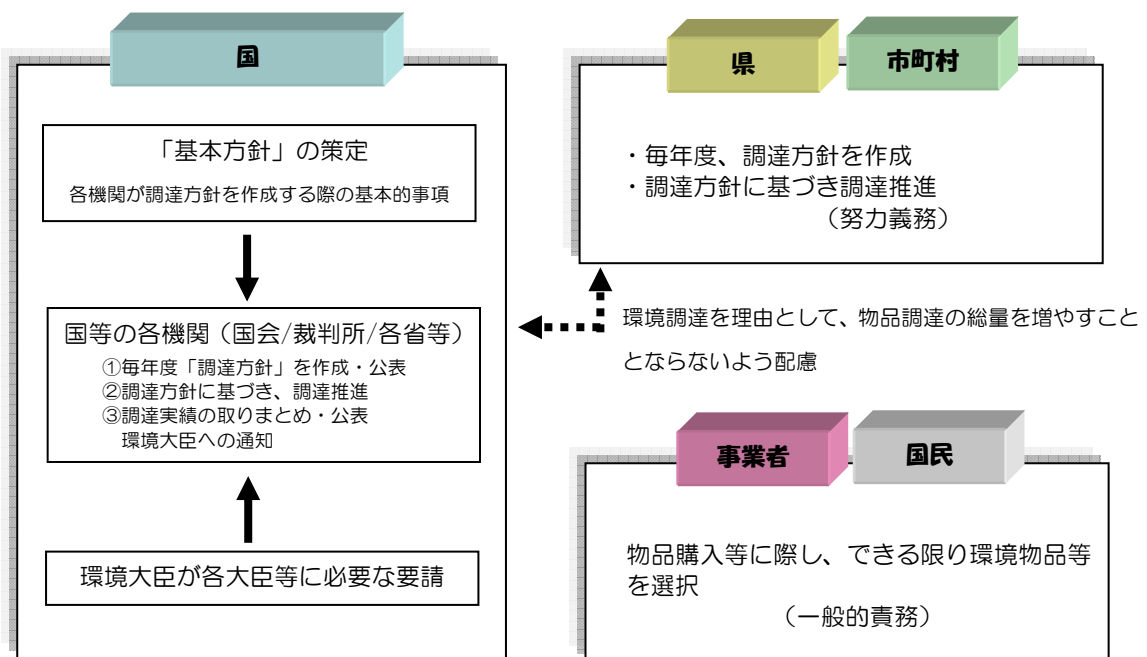 国
「基本方針」の策定
各機関が調達方針を作成する際の基本的事項
国等の各機関（国会/裁判所/各省等）
①毎年度「調達方針」を作成・公表
②調達方針に基づき、調達推進
③調達実績の取りまとめ・公表
環境大臣への通知
環境大臣が各大臣等に必要な要請
県
市町村
・毎年度、調達方針を作成
・調達方針に基づき調達推進
（努力義務）
環境調達を理由として、物品調達の総量を増やすこと
とならないよう配慮
事業者
国民
物品購入等に際し、できる限り環境物品等
を選択
（一般的責務）